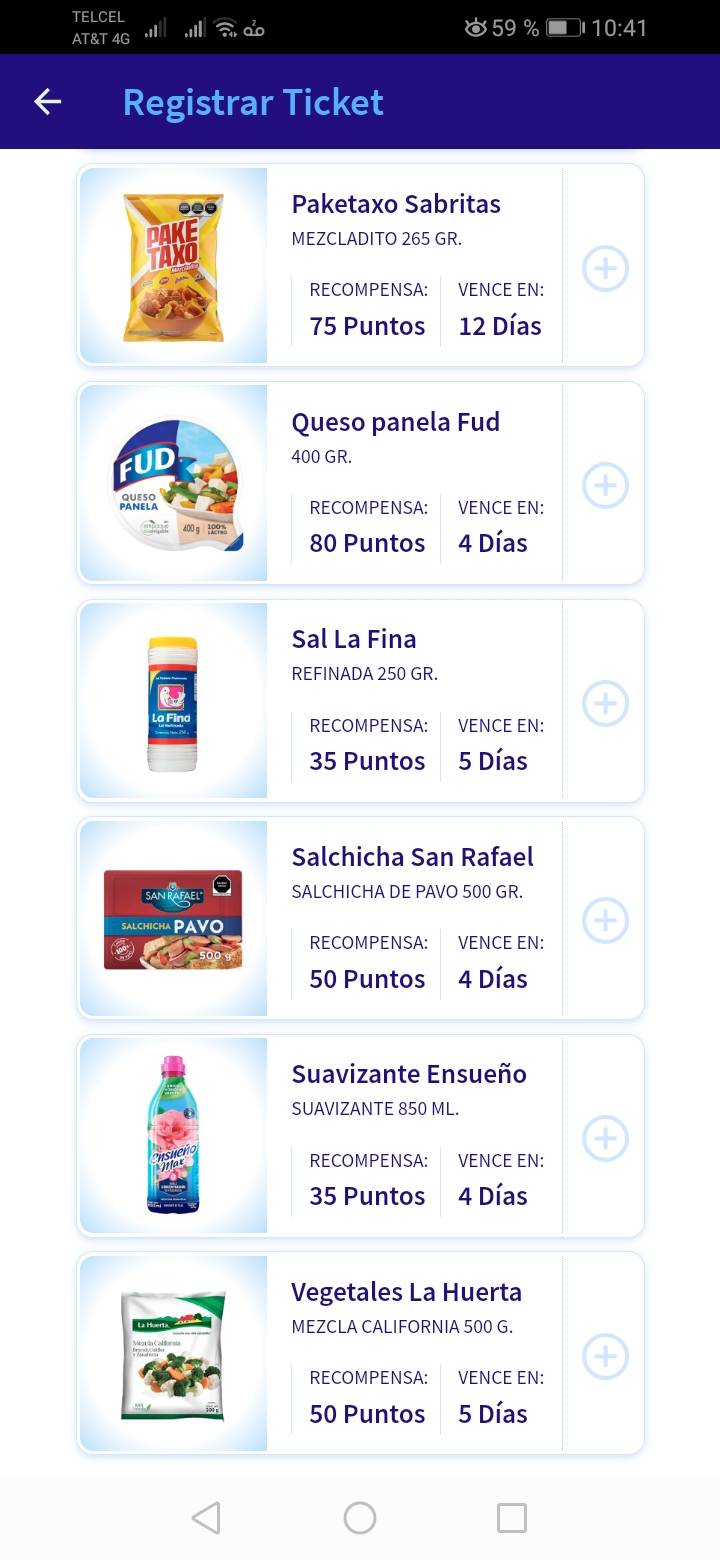 TELCEL
AT&T 4G
2
59 %
10:41
Registrar Ticket
PAKE
TAXO
Mezcladito
Paketaxo Sabritas
MEZCLADITO 265 GR.
RECOMPENSA: VENCE EN:
75 Puntos 12 Días
FUD
QUESO
PANELA
400g 100%
LÁCTEO
Queso panela Fud
400 GR.
RECOMPENSA: VENCE EN:
80 Puntos 4 Días
La Fina
Sal Refinada
Sal La Fina
REFINADA 250 GR.
RECOMPENSA: VENCE EN:
35 Puntos 5 Días
SAN RAFAEL
SALCHICHA PAVO
500 g
Salchicha San Rafael
SALCHICHA DE PAVO 500 GR.
RECOMPENSA: VENCE EN:
50 Puntos 4 Días
ensueño
Max
Suavizante Ensueño
SUAVIZANTE 850 ML.
RECOMPENSA: VENCE EN:
35 Puntos 4 Días
La Huerta
Mezcla California
Vegetales La Huerta
MEZCLA CALIFORNIA 500 G.
RECOMPENSA: VENCE EN:
50 Puntos 5 Días